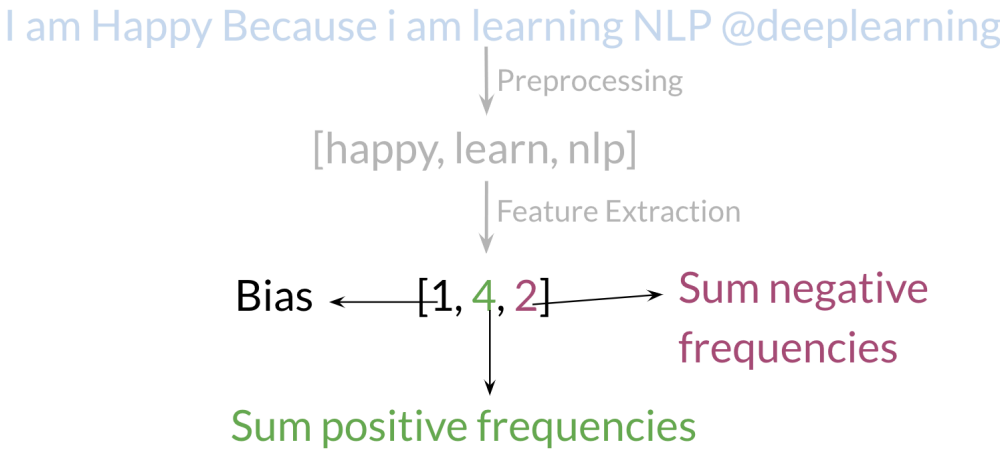 I am Happy Because i am learning NLP @deeplearning
Preprocessing
[happy, learn, nlp]
Feature Extraction
Bias [1, 4, 2] Sum negative
frequencies
Sum positive frequencies